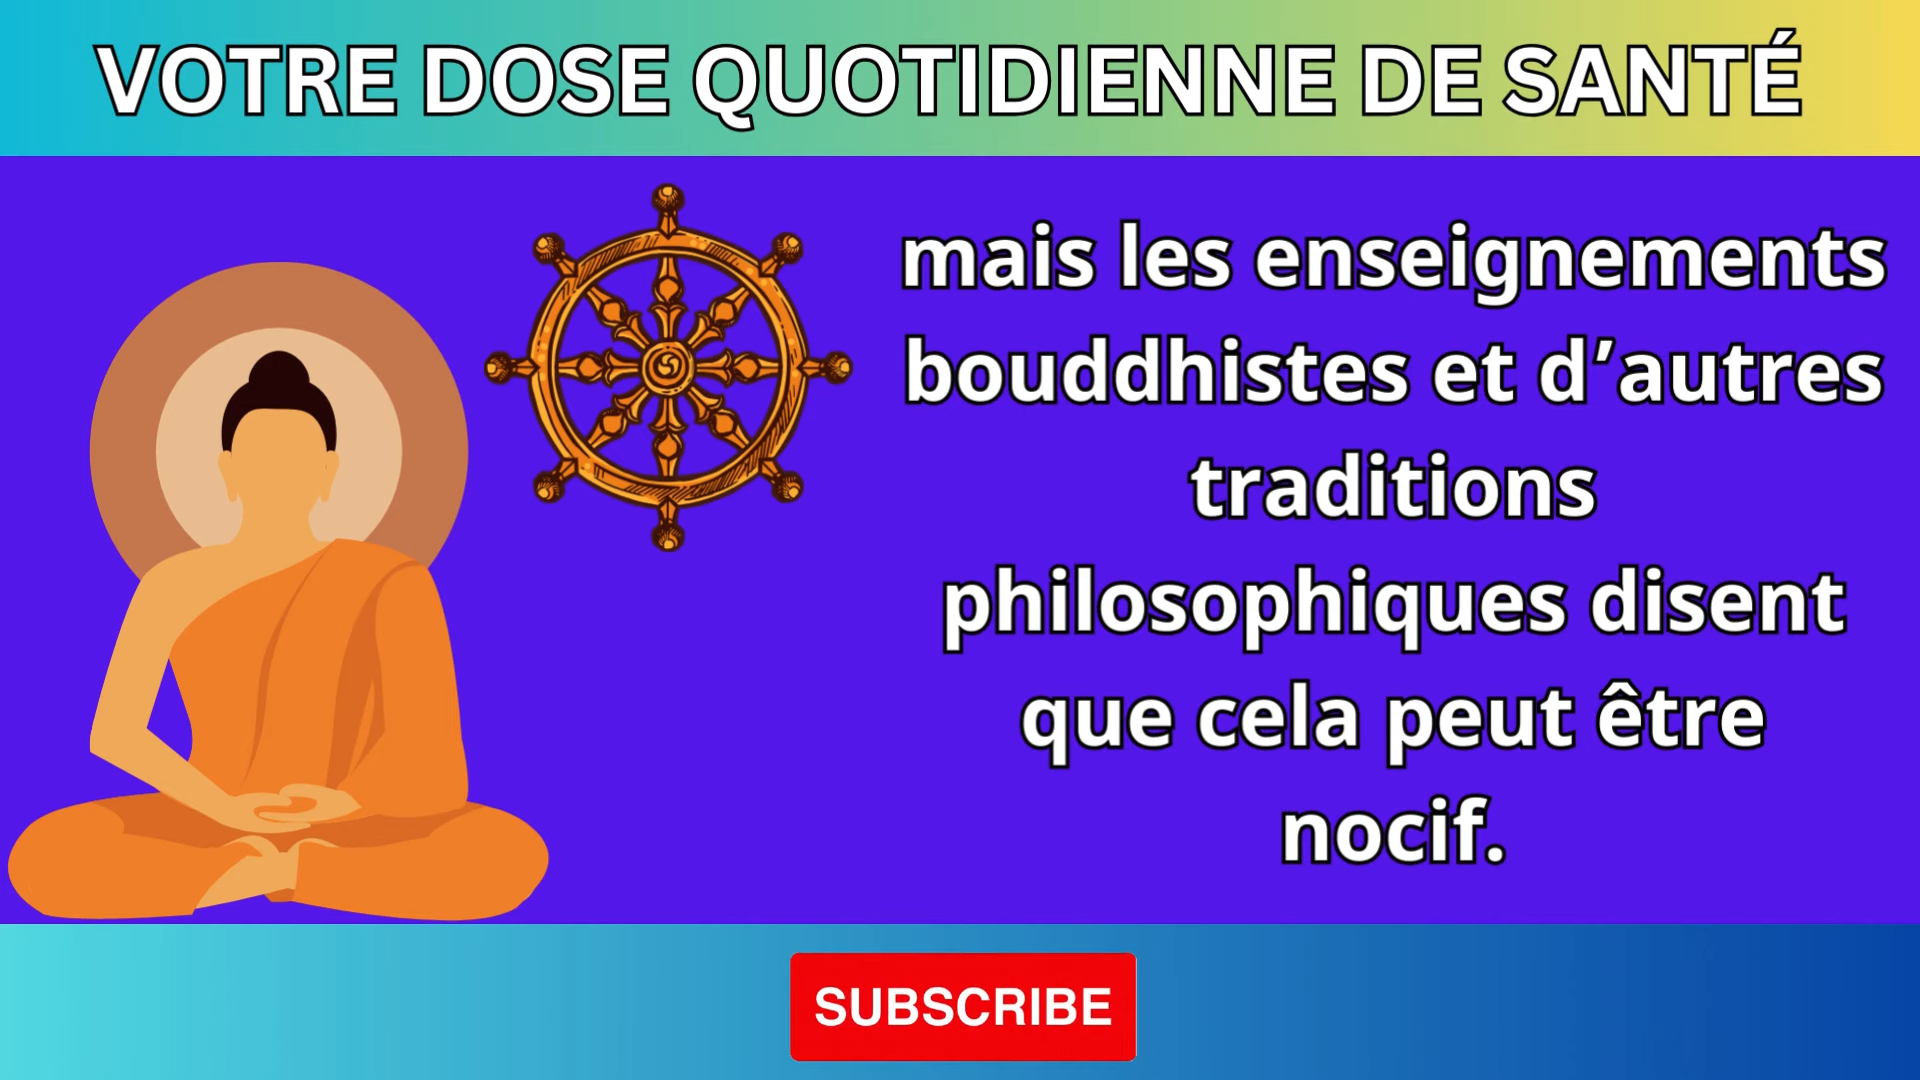 VOTRE DOSE QUOTIDIENNE DE SANTÉ
mais les enseignements
bouddhistes et d’autres
traditions
philosophiques disent
que cela peut être
nocif.
SUBSCRIBE